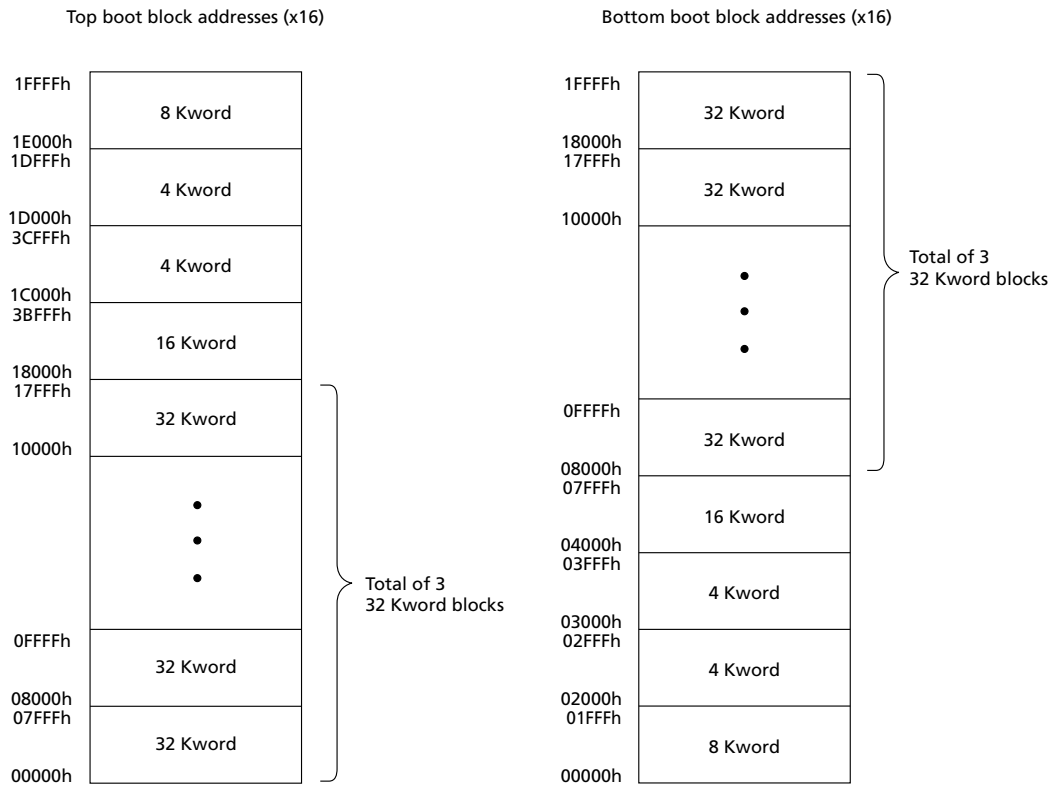 Top boot block addresses (x16)
1FFFFh
8 Kword
1E000h
1DFFFh
4 Kword
1D000h
3CFFFh
4 Kword
1C000h
3BFFFh
16 Kword
18000h
17FFFh
32 Kword
10000h
Total of 3
32 Kword blocks
0FFFFh
32 Kword
08000h
07FFFh
32 Kword
00000h
Bottom boot block addresses (x16)
1FFFFh
32 Kword
18000h
17FFFh
32 Kword
10000h
Total of 3
32 Kword blocks
0FFFFh
32 Kword
08000h
07FFFh
16 Kword
04000h
03FFFh
4 Kword
03000h
02FFFh
4 Kword
02000h
01FFFh
8 Kword
00000h